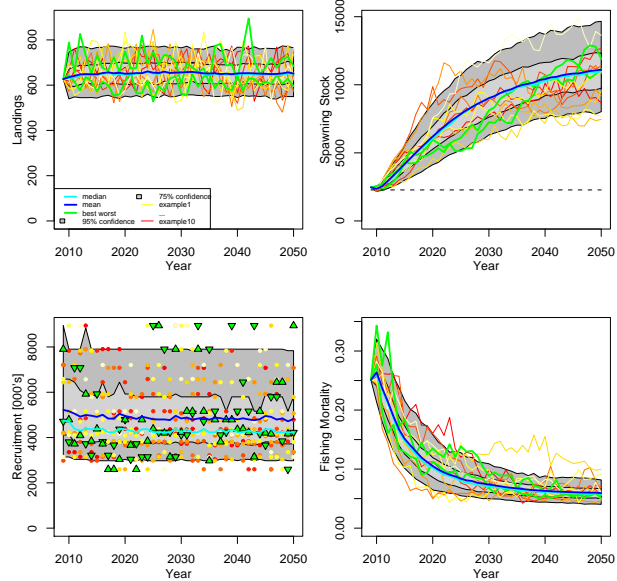 Landings
0 200 400 600 800
median
mean
best worst
95% confidence
75% confidence
example1
...
example10
2010 2020 2030 2040 2050
Year
Spawning Stock
0 5000 10000 15000
2010 2020 2030 2040 2050
Year
Recruitment [000's]
0 2000 4000 6000 8000
2010 2020 2030 2040 2050
Year
Fishing Mortality
0.00 0.10 0.20 0.30
2010 2020 2030 2040 2050
Year